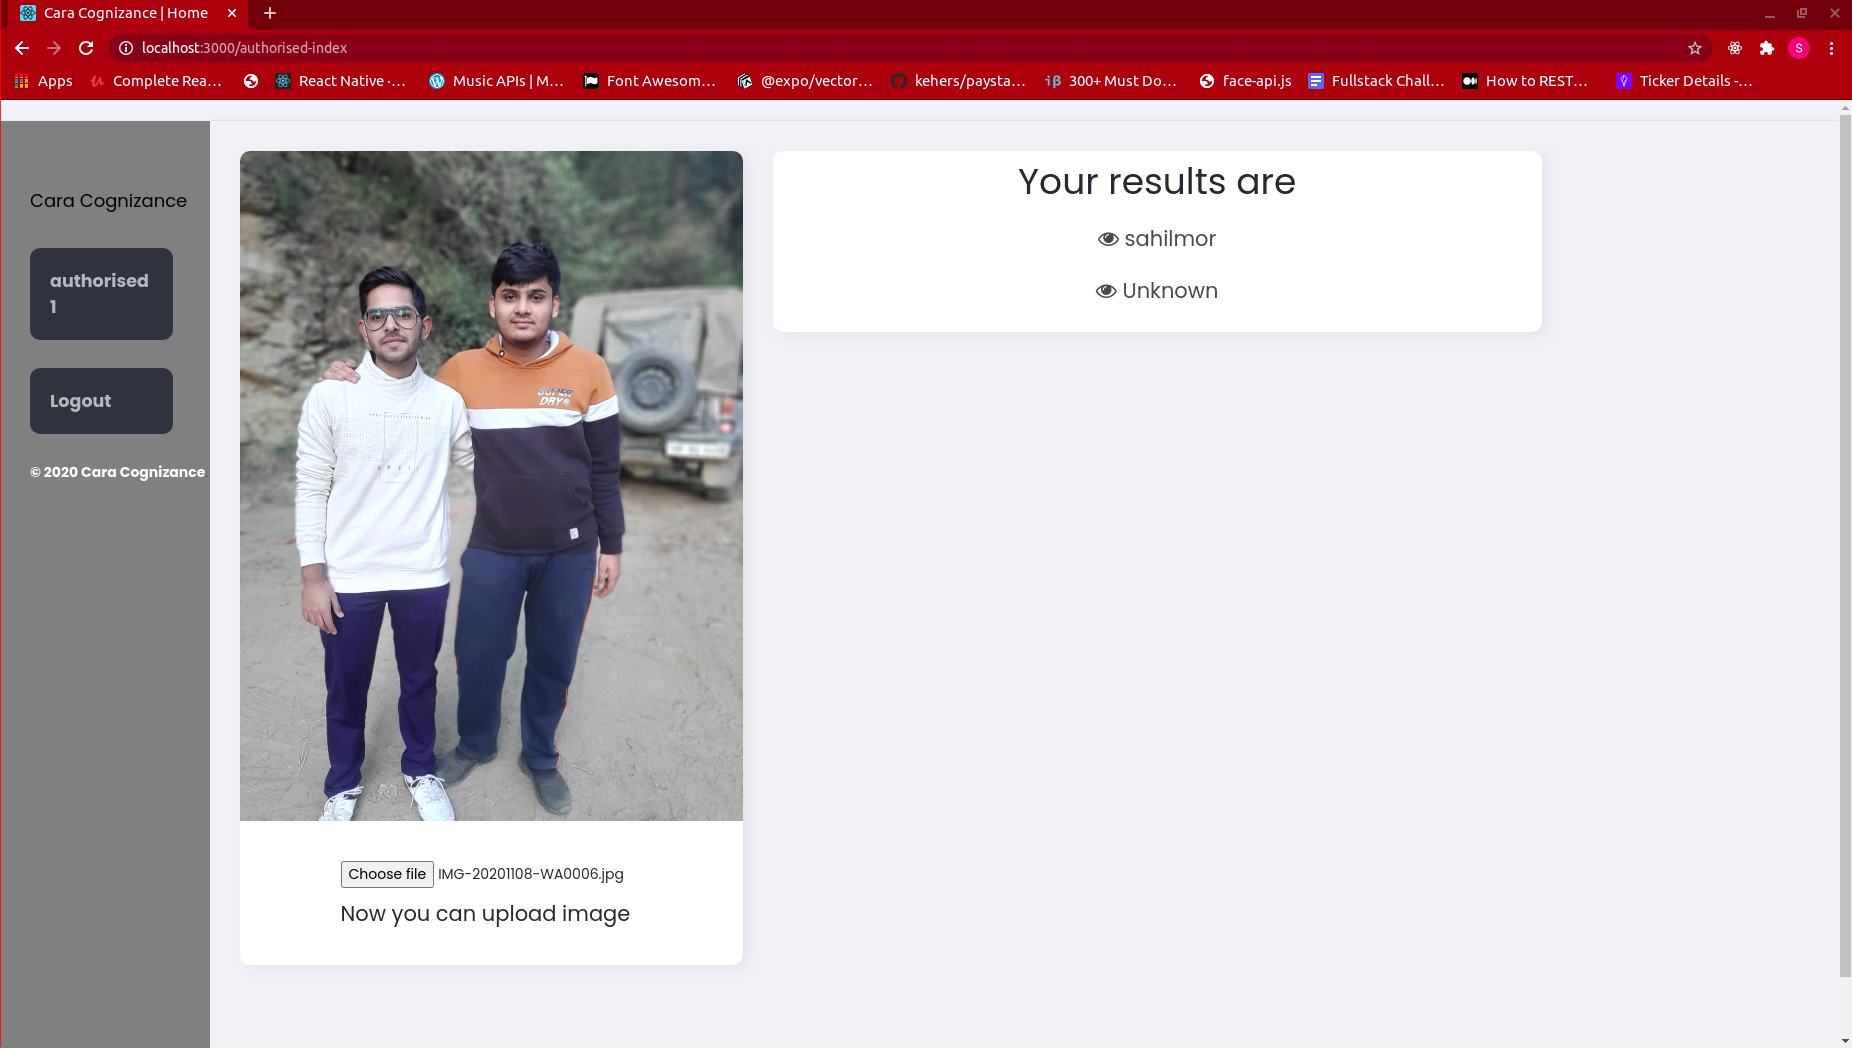 Cara Cognizance | Home
localhost:3000/authorised-index
S
Apps
Complete Rea...
React Native ·...
Music APIs | M...
Font Awesom...
@expo/vector...
kehers/paysta...
300+ Must Do...
face-api.js
Fullstack Chall...
How to REST...
Ticker Details -...
Cara Cognizance
authorised
1
Logout
© 2020 Cara Cognizance
SUPER
DRY®
Choose file IMG-20201108-WA0006.jpg
Now you can upload image
Your results are
sahilmor
Unknown